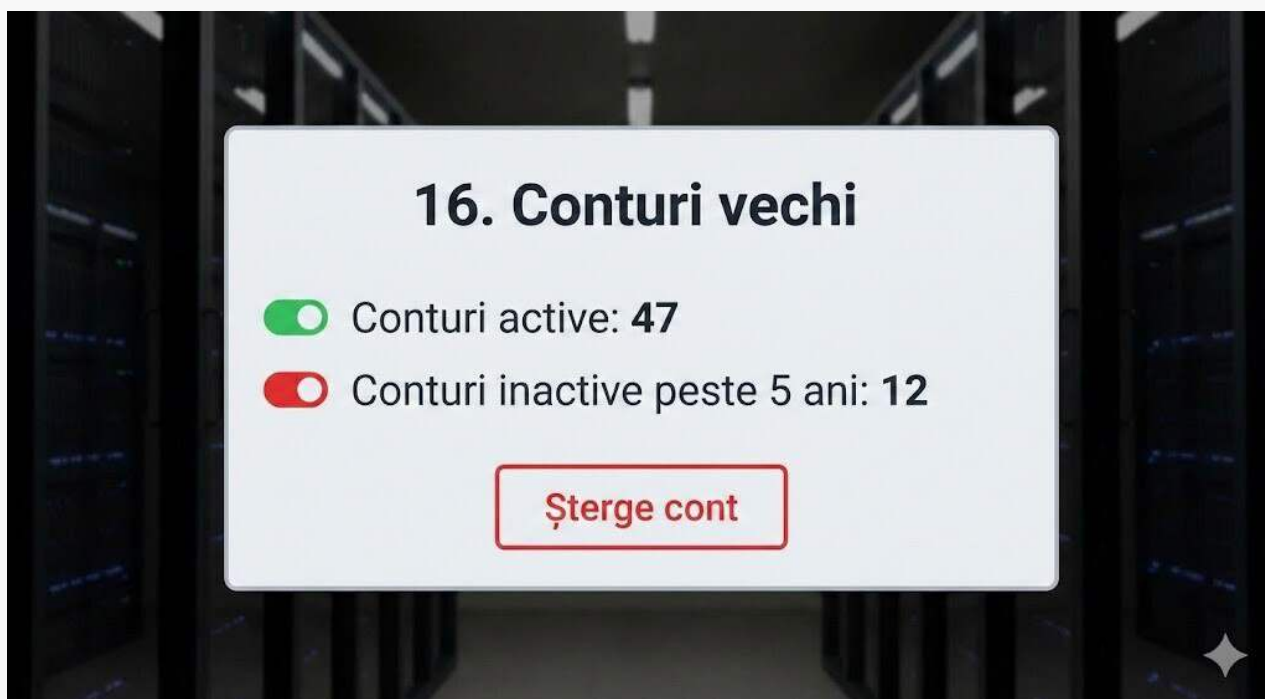 16. Conturi vechi
Conturi active: 47
Conturi inactive peste 5 ani: 12
Șterge cont